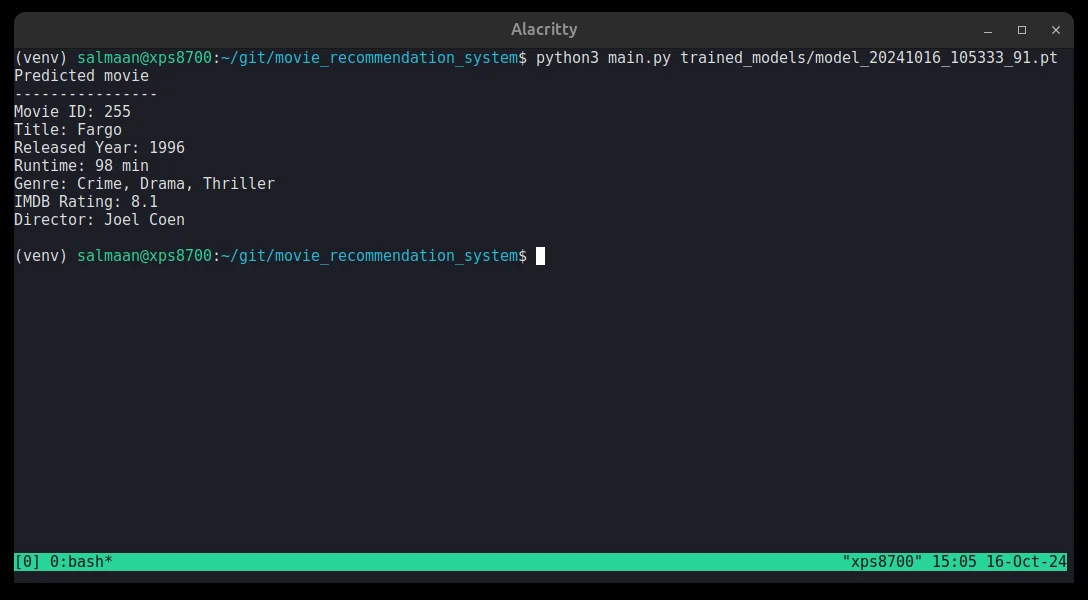 Alacritty
(venv) salmaan@xps8700:~/git/movie_recommendation_system$ python3 main.py trained_models/model_20241016_105333_91.pt
Predicted movie
----------------
Movie ID: 255
Title: Fargo
Released Year: 1996
Runtime: 98 min
Genre: Crime, Drama, Thriller
IMDB Rating: 8.1
Director: Joel Coen
(venv) salmaan@xps8700:~/git/movie_recommendation_system$
[0] 0:bash* "xps8700" 15:05 16-Oct-24